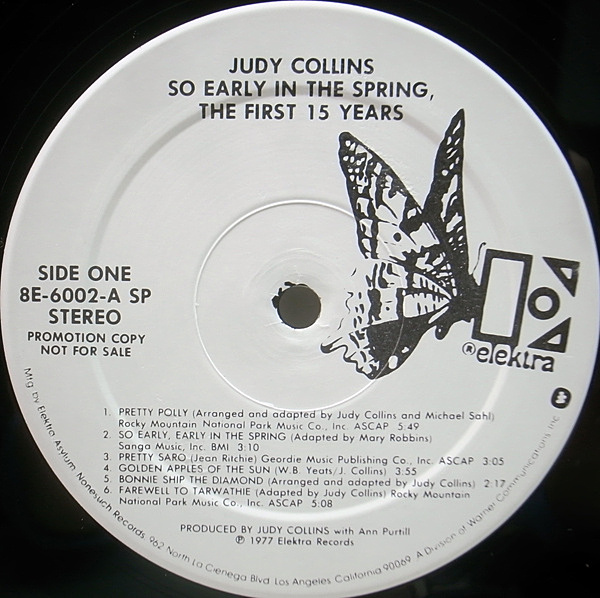 JUDY COLLINS
SO EARLY IN THE SPRING,
THE FIRST 15 YEARS
SIDE ONE
8E-6002-A SP
STEREO
PROMOTION COPY
NOT FOR SALE
®elektra
1. PRETTY POLLY (Arranged and adapted by Judy Collins and Michael Sahl)
Rocky Mountain National Park Music Co., Inc. ASCAP 5:49
2. SO EARLY, EARLY IN THE SPRING (Adapted by Mary Robbins)
Sanga Music, Inc. BMI 3:10
3. PRETTY SARO (Jean Ritchie) Geordie Music Publishing Co., Inc. ASCAP 3:05
4. GOLDEN APPLES OF THE SUN (W.B. Yeats/J. Collins) 3:55
5. BONNIE SHIP THE DIAMOND (Arranged and adapted by Judy Collins) 2:17
6. FAREWELL TO TARWATHIE (Adapted by Judy Collins) Rocky Mountain
National Park Music Co., Inc. ASCAP 5:08
PRODUCED BY JUDY COLLINS with Ann Purtill
℗ 1977 Elektra Records
Mfg by Elektra Asylum Nonesuch Records 962 North La Cienega Blvd Los Angeles California 90069 A Division of Warner Communications Inc